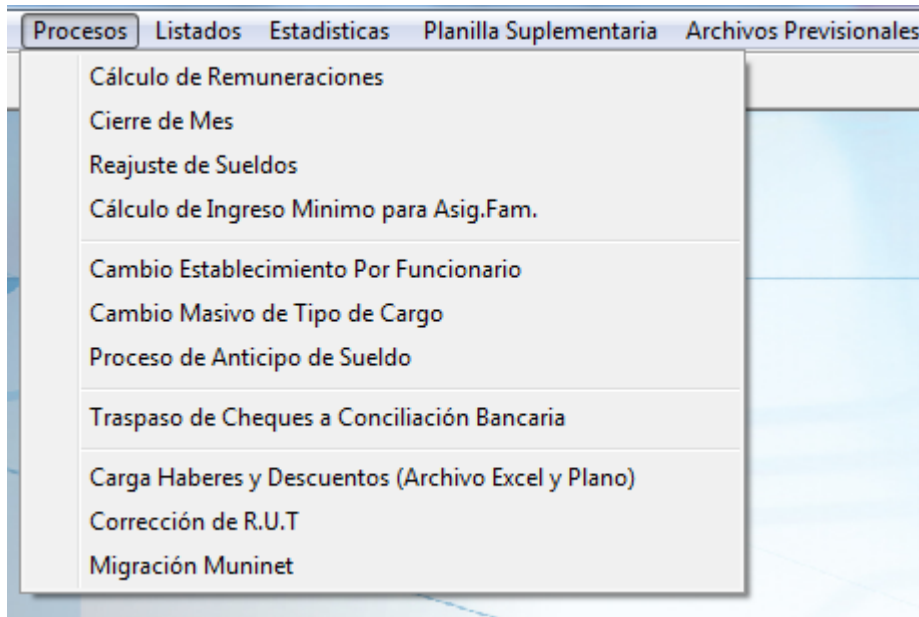 Procesos Listados Estadisticas Planilla Suplementaria Archivos Previsionales
Cálculo de Remuneraciones
Cierre de Mes
Reajuste de Sueldos
Cálculo de Ingreso Minimo para Asig.Fam.
Cambio Establecimiento Por Funcionario
Cambio Masivo de Tipo de Cargo
Proceso de Anticipo de Sueldo
Traspaso de Cheques a Conciliación Bancaria
Carga Haberes y Descuentos (Archivo Excel y Plano)
Corrección de R.U.T
Migración Muninet